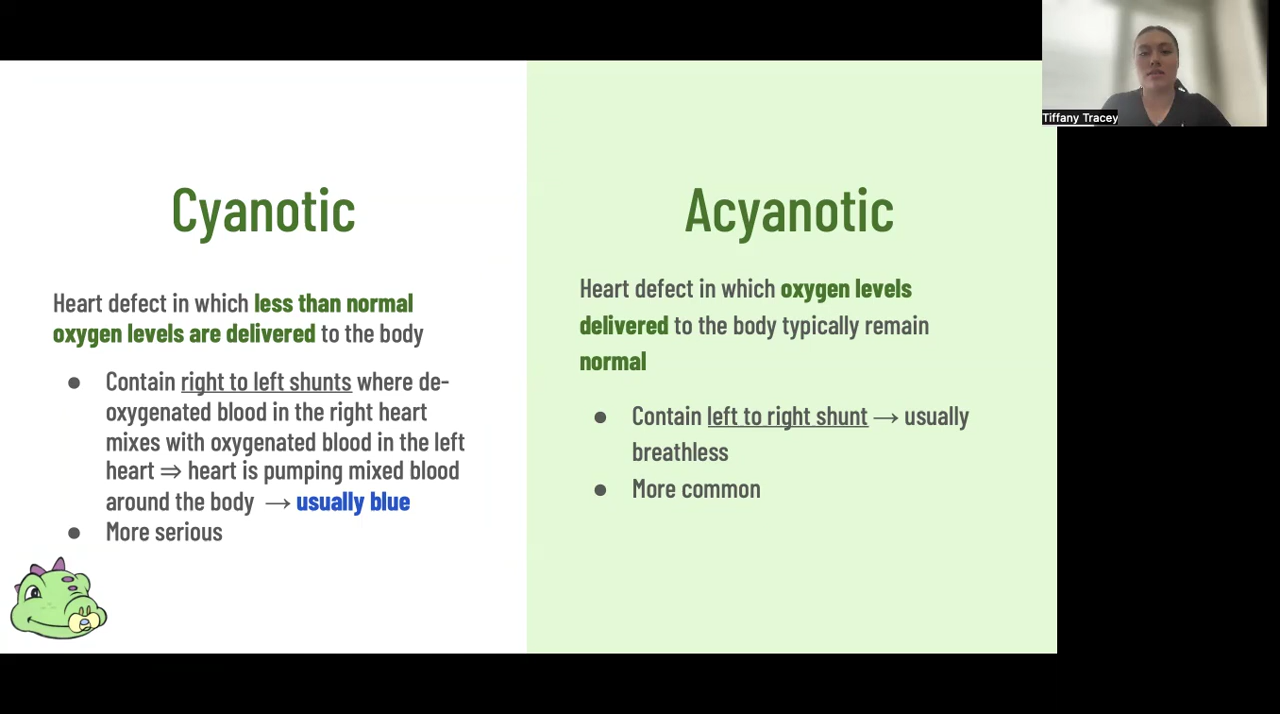 Tiffany Tracey
Cyanotic
Heart defect in which less than normal
oxygen levels are delivered to the body
● Contain right to left shunts where de-
oxygenated blood in the right heart
mixes with oxygenated blood in the left
heart ⇒ heart is pumping mixed blood
around the body → usually blue
● More serious
Acyanotic
Heart defect in which oxygen levels
delivered to the body typically remain
normal
● Contain left to right shunt → usually
breathless
● More common